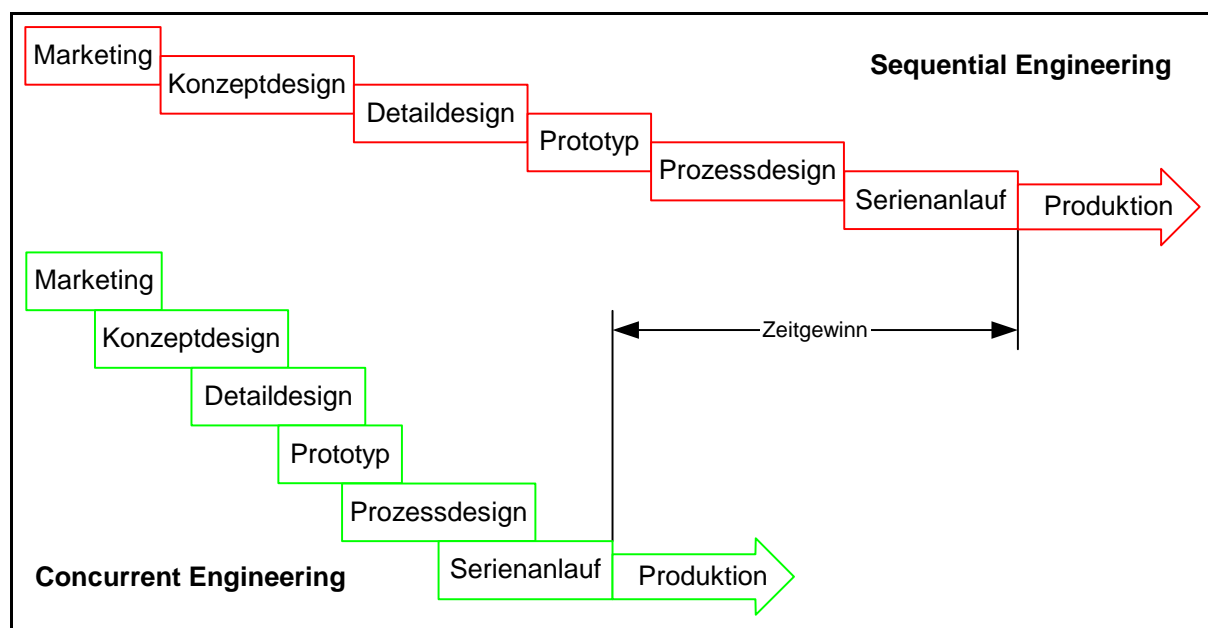 Marketing
Konzeptdesign
Detaildesign
Prototyp
Prozessdesign
Serienanlauf
Produktion
Sequential Engineering
Marketing
Konzeptdesign
Detaildesign
Prototyp
Prozessdesign
Serienanlauf
Produktion
Zeitgewinn
Concurrent Engineering